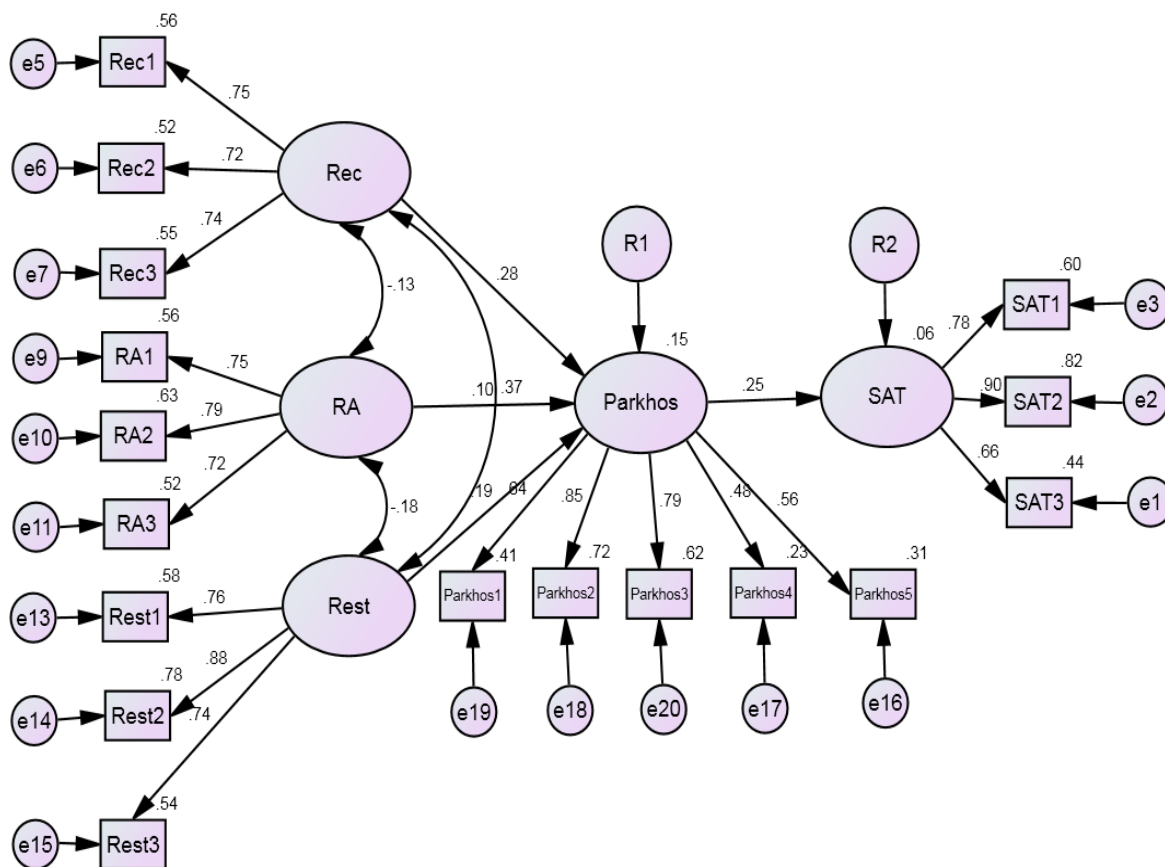 .56
e5 Rec1
.75
.52
e6 Rec2 .72 Rec
.74
.55
e7 Rec3
-.13
.28
R1 R2
.56
e9 RA1
.75
.63
e10 RA2 .79
.72
.52
e11 RA3
RA
.10 .37
.15
Parkhos
.25
.06
SAT
.60
.78 SAT1 e3
.82
.90 SAT2 e2
.66
.44
SAT3 e1
-.18
.19 .64
.85 .79 .48 .56
.58
e13 Rest1 .76 Rest
.88
.78
e14 Rest2 .74
.54
e15 Rest3
.41 .72 .62 .23 .31
Parkhos1 Parkhos2 Parkhos3 Parkhos4 Parkhos5
e19 e18 e20 e17 e16